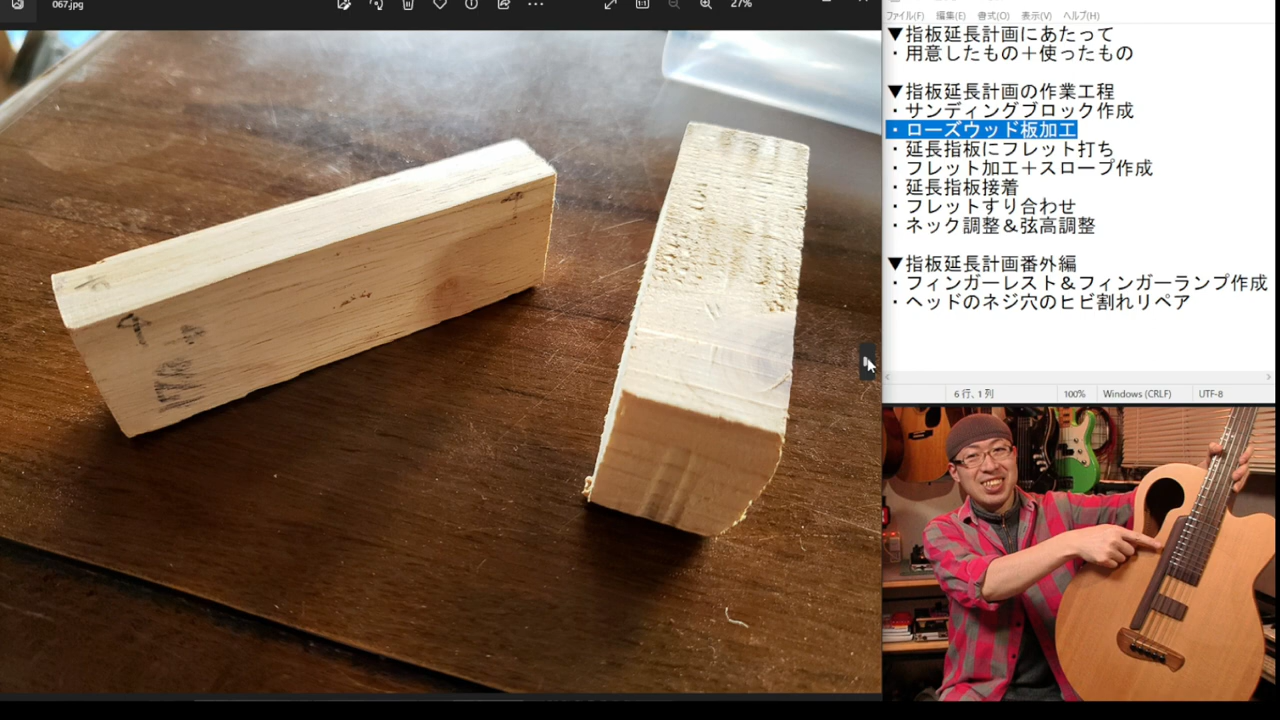 067.jpg
27%
ファイル(F) 編集(E) 書式(O) 表示(V) ヘルプ(H)
▼指板延長計画にあたって
・用意したもの＋使ったもの
▼指板延長計画の作業工程
・サンディングブロック作成
・ローズウッド板加工
・延長指板にフレット打ち
・フレット加工＋スロープ作成
・延長指板接着
・フレットすり合わせ
・ネック調整＆弦高調整
▼指板延長計画番外編
・フィンガーレスト＆フィンガーランプ作成
・ヘッドのネジ穴のヒビ割れリペア
6 行、1 列
100%
Windows (CRLF)
UTF-8